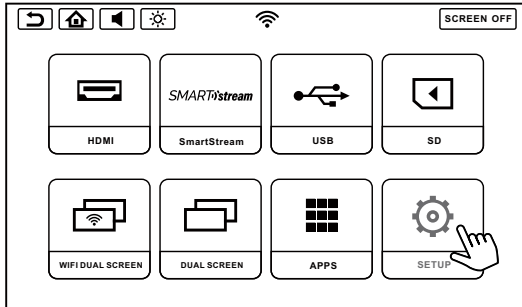 SCREEN OFF
SMART stream
HDMI
SmartStream
USB
SD
WIFI DUAL SCREEN
DUAL SCREEN
APPS
SETUP